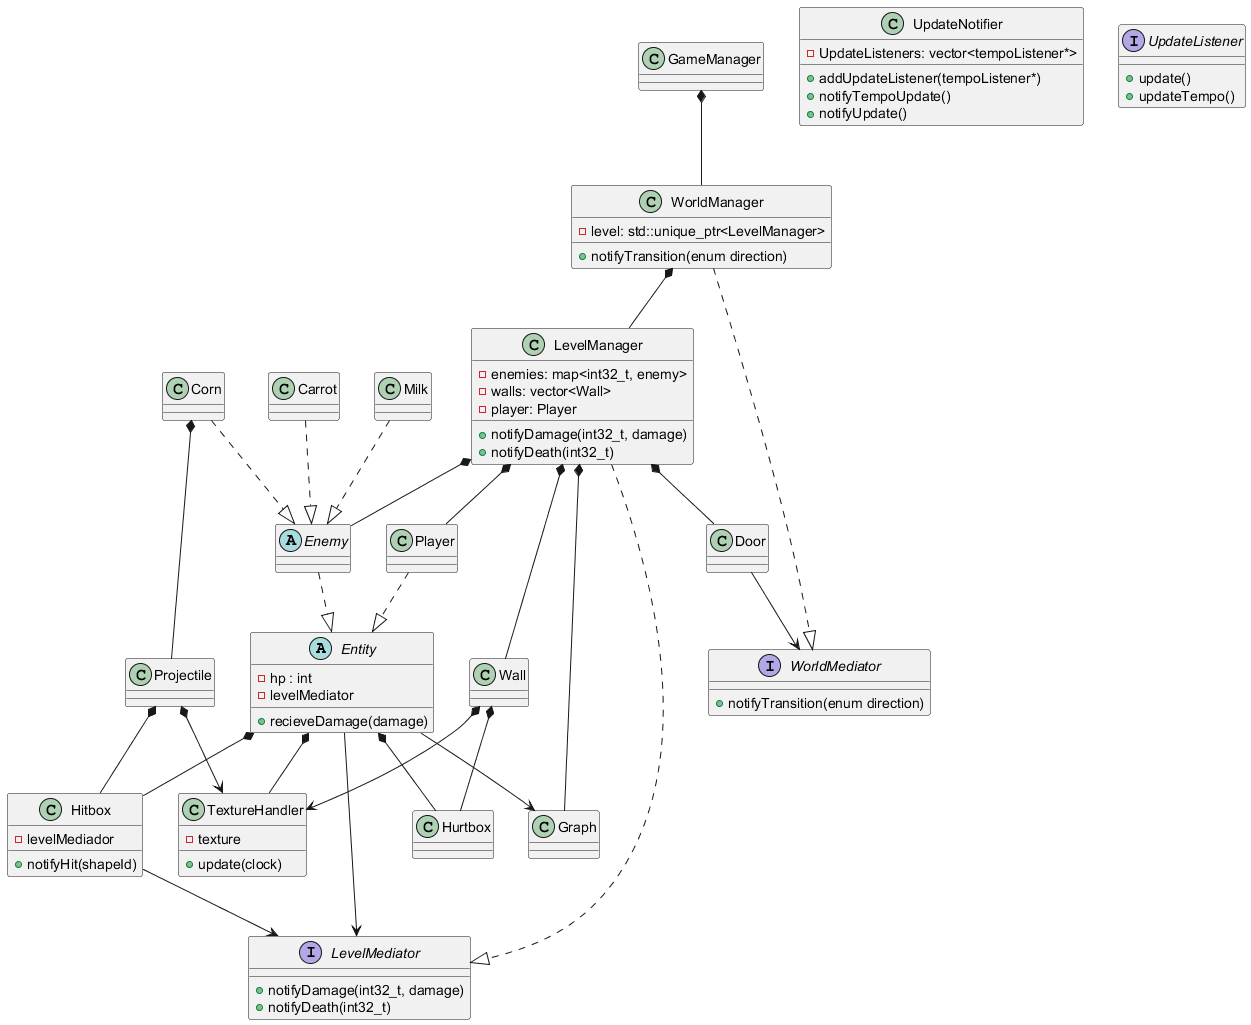 C GameManager
C UpdateNotifier
UpdateListeners: vector<tempoListener*>
addUpdateListener(tempoListener*)
notifyTempoUpdate()
notifyUpdate()
I UpdateListener
update()
updateTempo()
C WorldManager
level: std::unique_ptr<LevelManager>
notifyTransition(enum direction)
C LevelManager
enemies: map<int32_t, enemy>
walls: vector<Wall>
player: Player
notifyDamage(int32_t, damage)
notifyDeath(int32_t)
C Corn
C Carrot
C Milk
A Enemy
C Player
C Door
C Projectile
A Entity
hp : int
levelMediator
recieveDamage(damage)
C Wall
I WorldMediator
notifyTransition(enum direction)
C Hitbox
levelMediador
notifyHit(shapeId)
C TextureHandler
texture
update(clock)
C Hurtbox
C Graph
I LevelMediator
notifyDamage(int32_t, damage)
notifyDeath(int32_t)